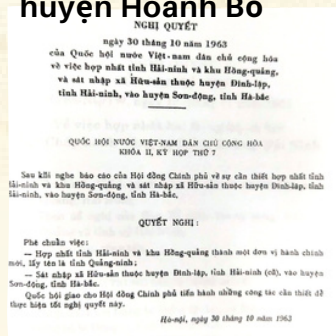 huyện Hoành Bồ
NGHỊ QUYẾT
ngày 30 tháng 10 năm 1963
của Quốc hội nước Việt-nam dân chủ cộng hòa
về việc hợp nhất tỉnh Hải-ninh và khu Hồng-quảng,
và sát nhập xã Hữu-sản thuộc huyện Đình-lập,
tỉnh Hải-ninh, vào huyện Sơn-động, tỉnh Hà-bắc
QUỐC HỘI NƯỚC VIỆT-NAM DÂN CHỦ CỘNG HÒA
KHÓA II, KỲ HỌP THỨ 7
Sau khi nghe báo cáo của Hội đồng Chính phủ về sự cần thiết hợp nhất tỉnh
Hải-ninh và khu Hồng-quảng và sát nhập xã Hữu-sản thuộc huyện Đình-lập, tỉnh
Hải-ninh, vào huyện Sơn-động, tỉnh Hà-bắc.
QUYẾT NGHỊ :
Phê chuẩn việc:
— Hợp nhất tỉnh Hải-ninh và khu Hồng-quảng thành một đơn vị hành chính
mới, lấy tên là tỉnh Quảng-ninh;
— Sát nhập xã Hữu-sản thuộc huyện Đình-lập, tỉnh Hải-ninh (cũ), vào huyện
Sơn-động, tỉnh Hà-bắc.
Quốc hội giao cho Hội đồng Chính phủ tiến hành những công tác cần thiết để
thực hiện tốt nghị quyết này.
Hà-nội, ngày 30 tháng 10 năm 1963